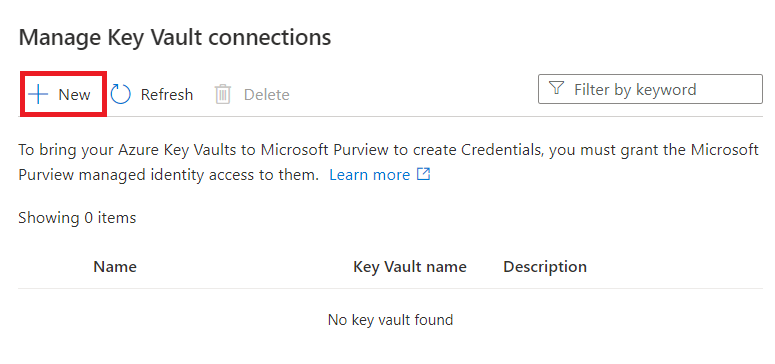 Manage Key Vault connections
New Refresh Delete Filter by keyword
To bring your Azure Key Vaults to Microsoft Purview to create Credentials, you must grant the Microsoft
Purview managed identity access to them. Learn more
Showing 0 items
Name Key Vault name Description
No key vault found